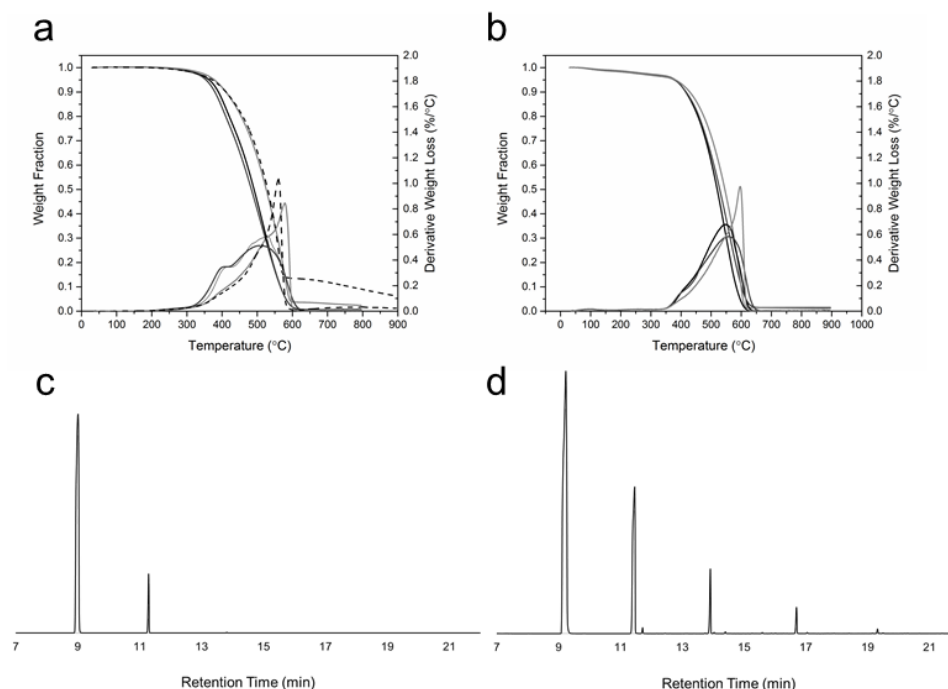 a
b
1.0 0.9 0.8 0.7 0.6 0.5 0.4 0.3 0.2 0.1 0.0
Weight Fraction
2.0 1.8 1.6 1.4 1.2 1.0 0.8 0.6 0.4 0.2 0.0
Derivative Weight Loss (%/°C)
0 100 200 300 400 500 600 700 800 900
Temperature (°C)
1.0 0.9 0.8 0.7 0.6 0.5 0.4 0.3 0.2 0.1 0.0
Weight Fraction
2.0 1.8 1.6 1.4 1.2 1.0 0.8 0.6 0.4 0.2 0.0
Derivative Weight Loss (%/°C)
0 100 200 300 400 500 600 700 800 900 1000
Temperature (°C)
c
d
7 9 11 13 15 17 19 21
Retention Time (min)
7 9 11 13 15 17 19 21
Retention Time (min)